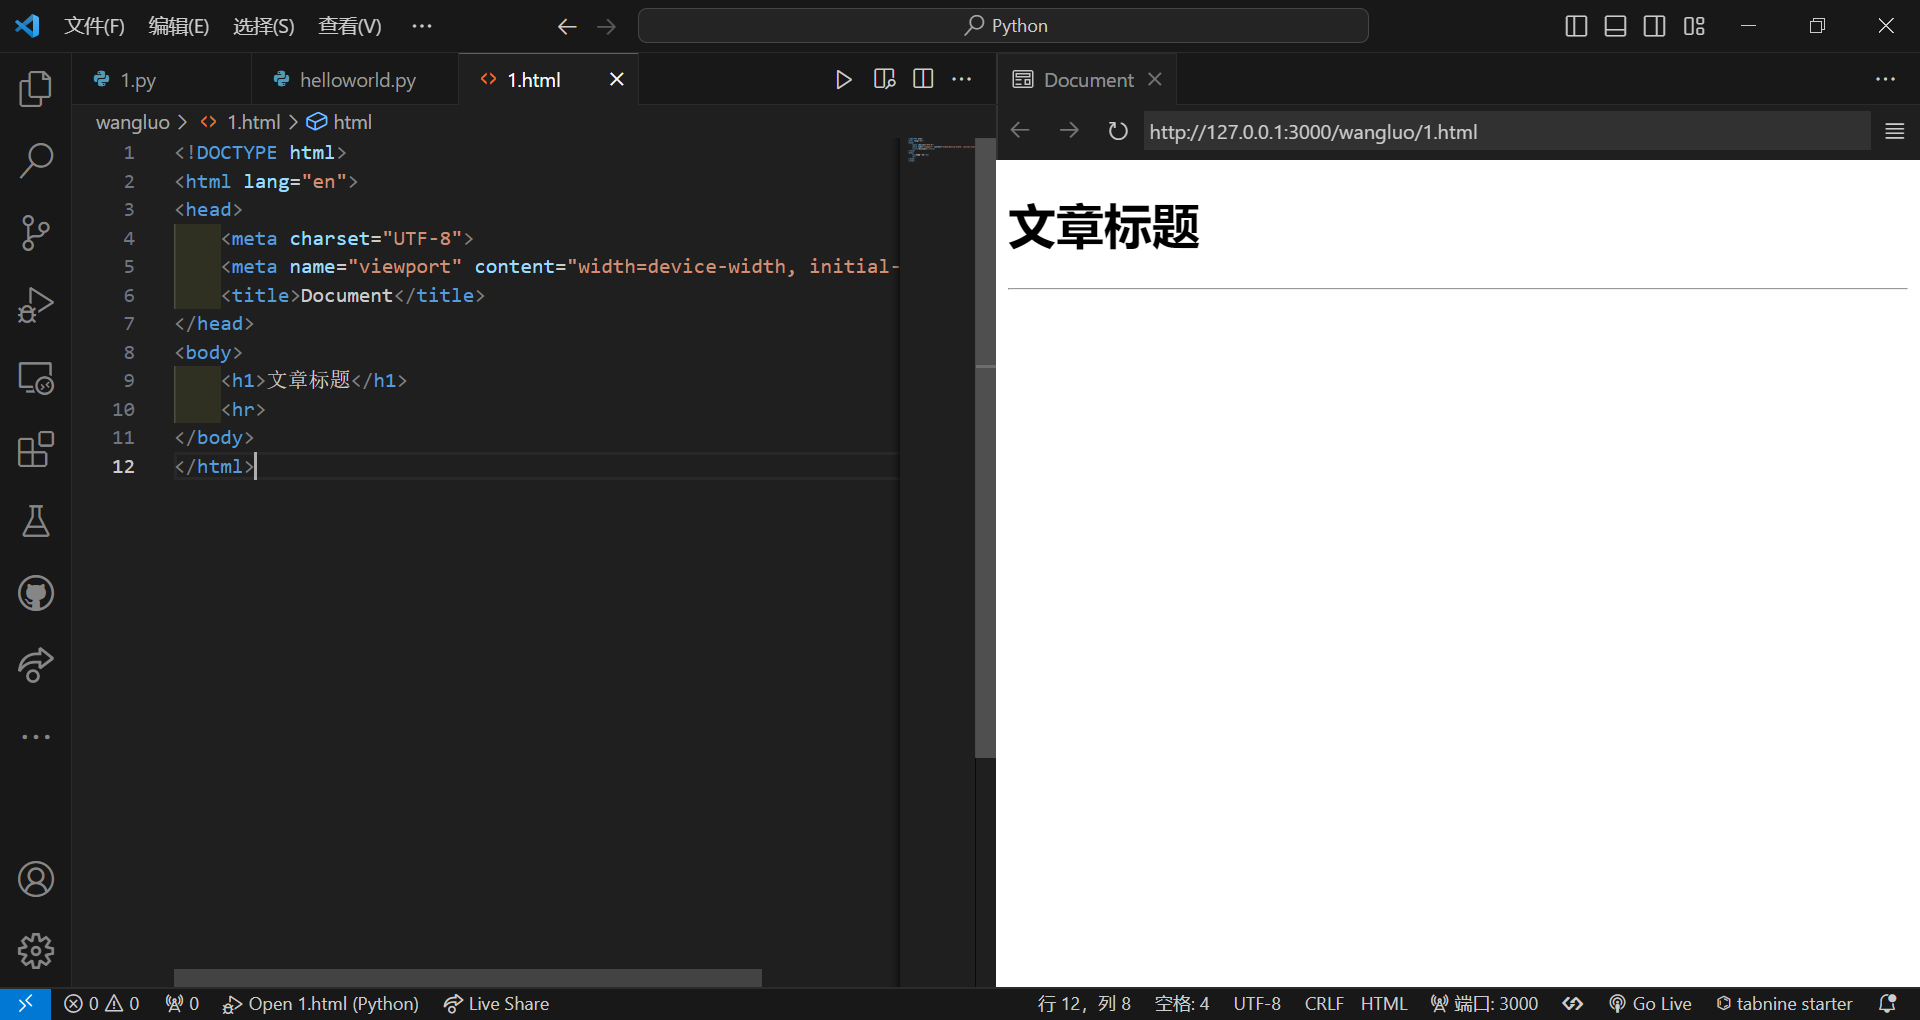 文件(F) 编辑(E) 选择(S) 查看(V) ··· Python
1.py helloworld.py 1.html Document
wangluo > 1.html > html
http://127.0.0.1:3000/wangluo/1.html
1 <!DOCTYPE html>
2 <html lang="en">
3 <head>
4 <meta charset="UTF-8">
5 <meta name="viewport" content="width=device-width, initial-
6 <title>Document</title>
7 </head>
8 <body>
9 <h1>文章标题</h1>
10 <hr>
11 </body>
12 </html>
文章标题
0 0 0 Open 1.html (Python) Live Share 行 12, 列 8 空格: 4 UTF-8 CRLF HTML 端口: 3000 Go Live tabnine starter